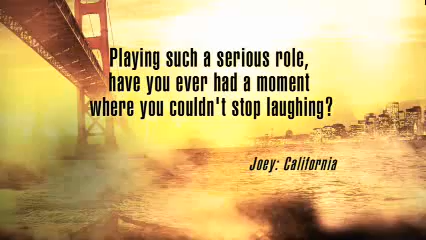 Playing such a serious role,
have you ever had a moment
where you couldn't stop laughing?
Joey: California